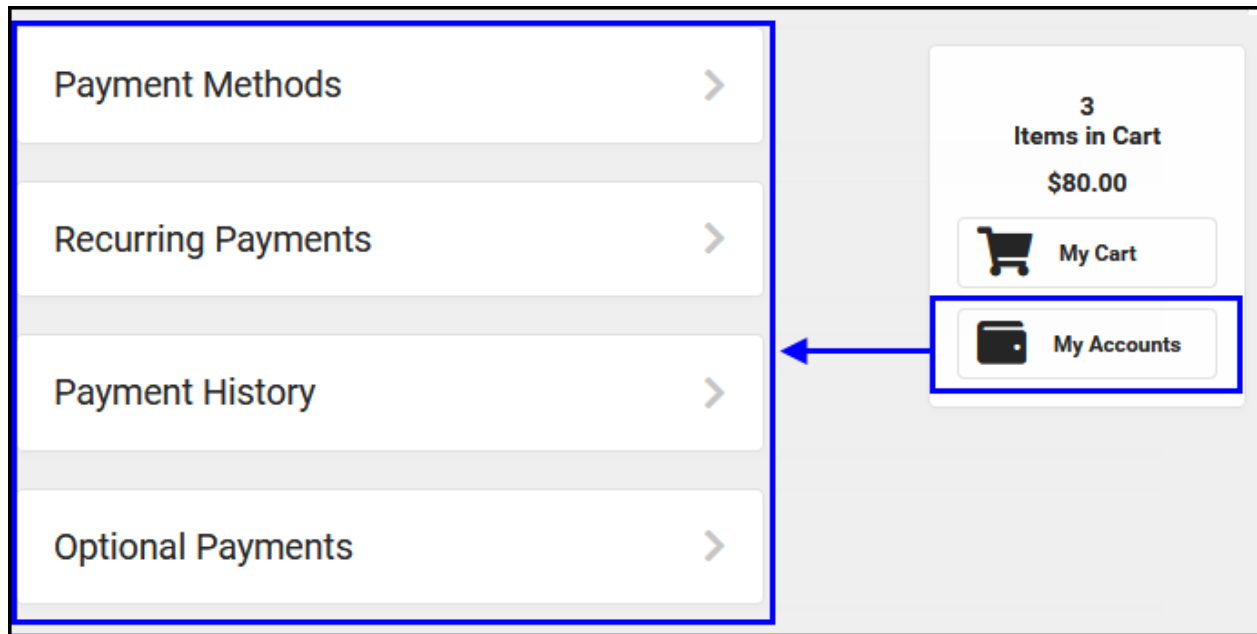 Payment Methods
Recurring Payments
Payment History
Optional Payments
3
Items in Cart
$80.00
My Cart
My Accounts